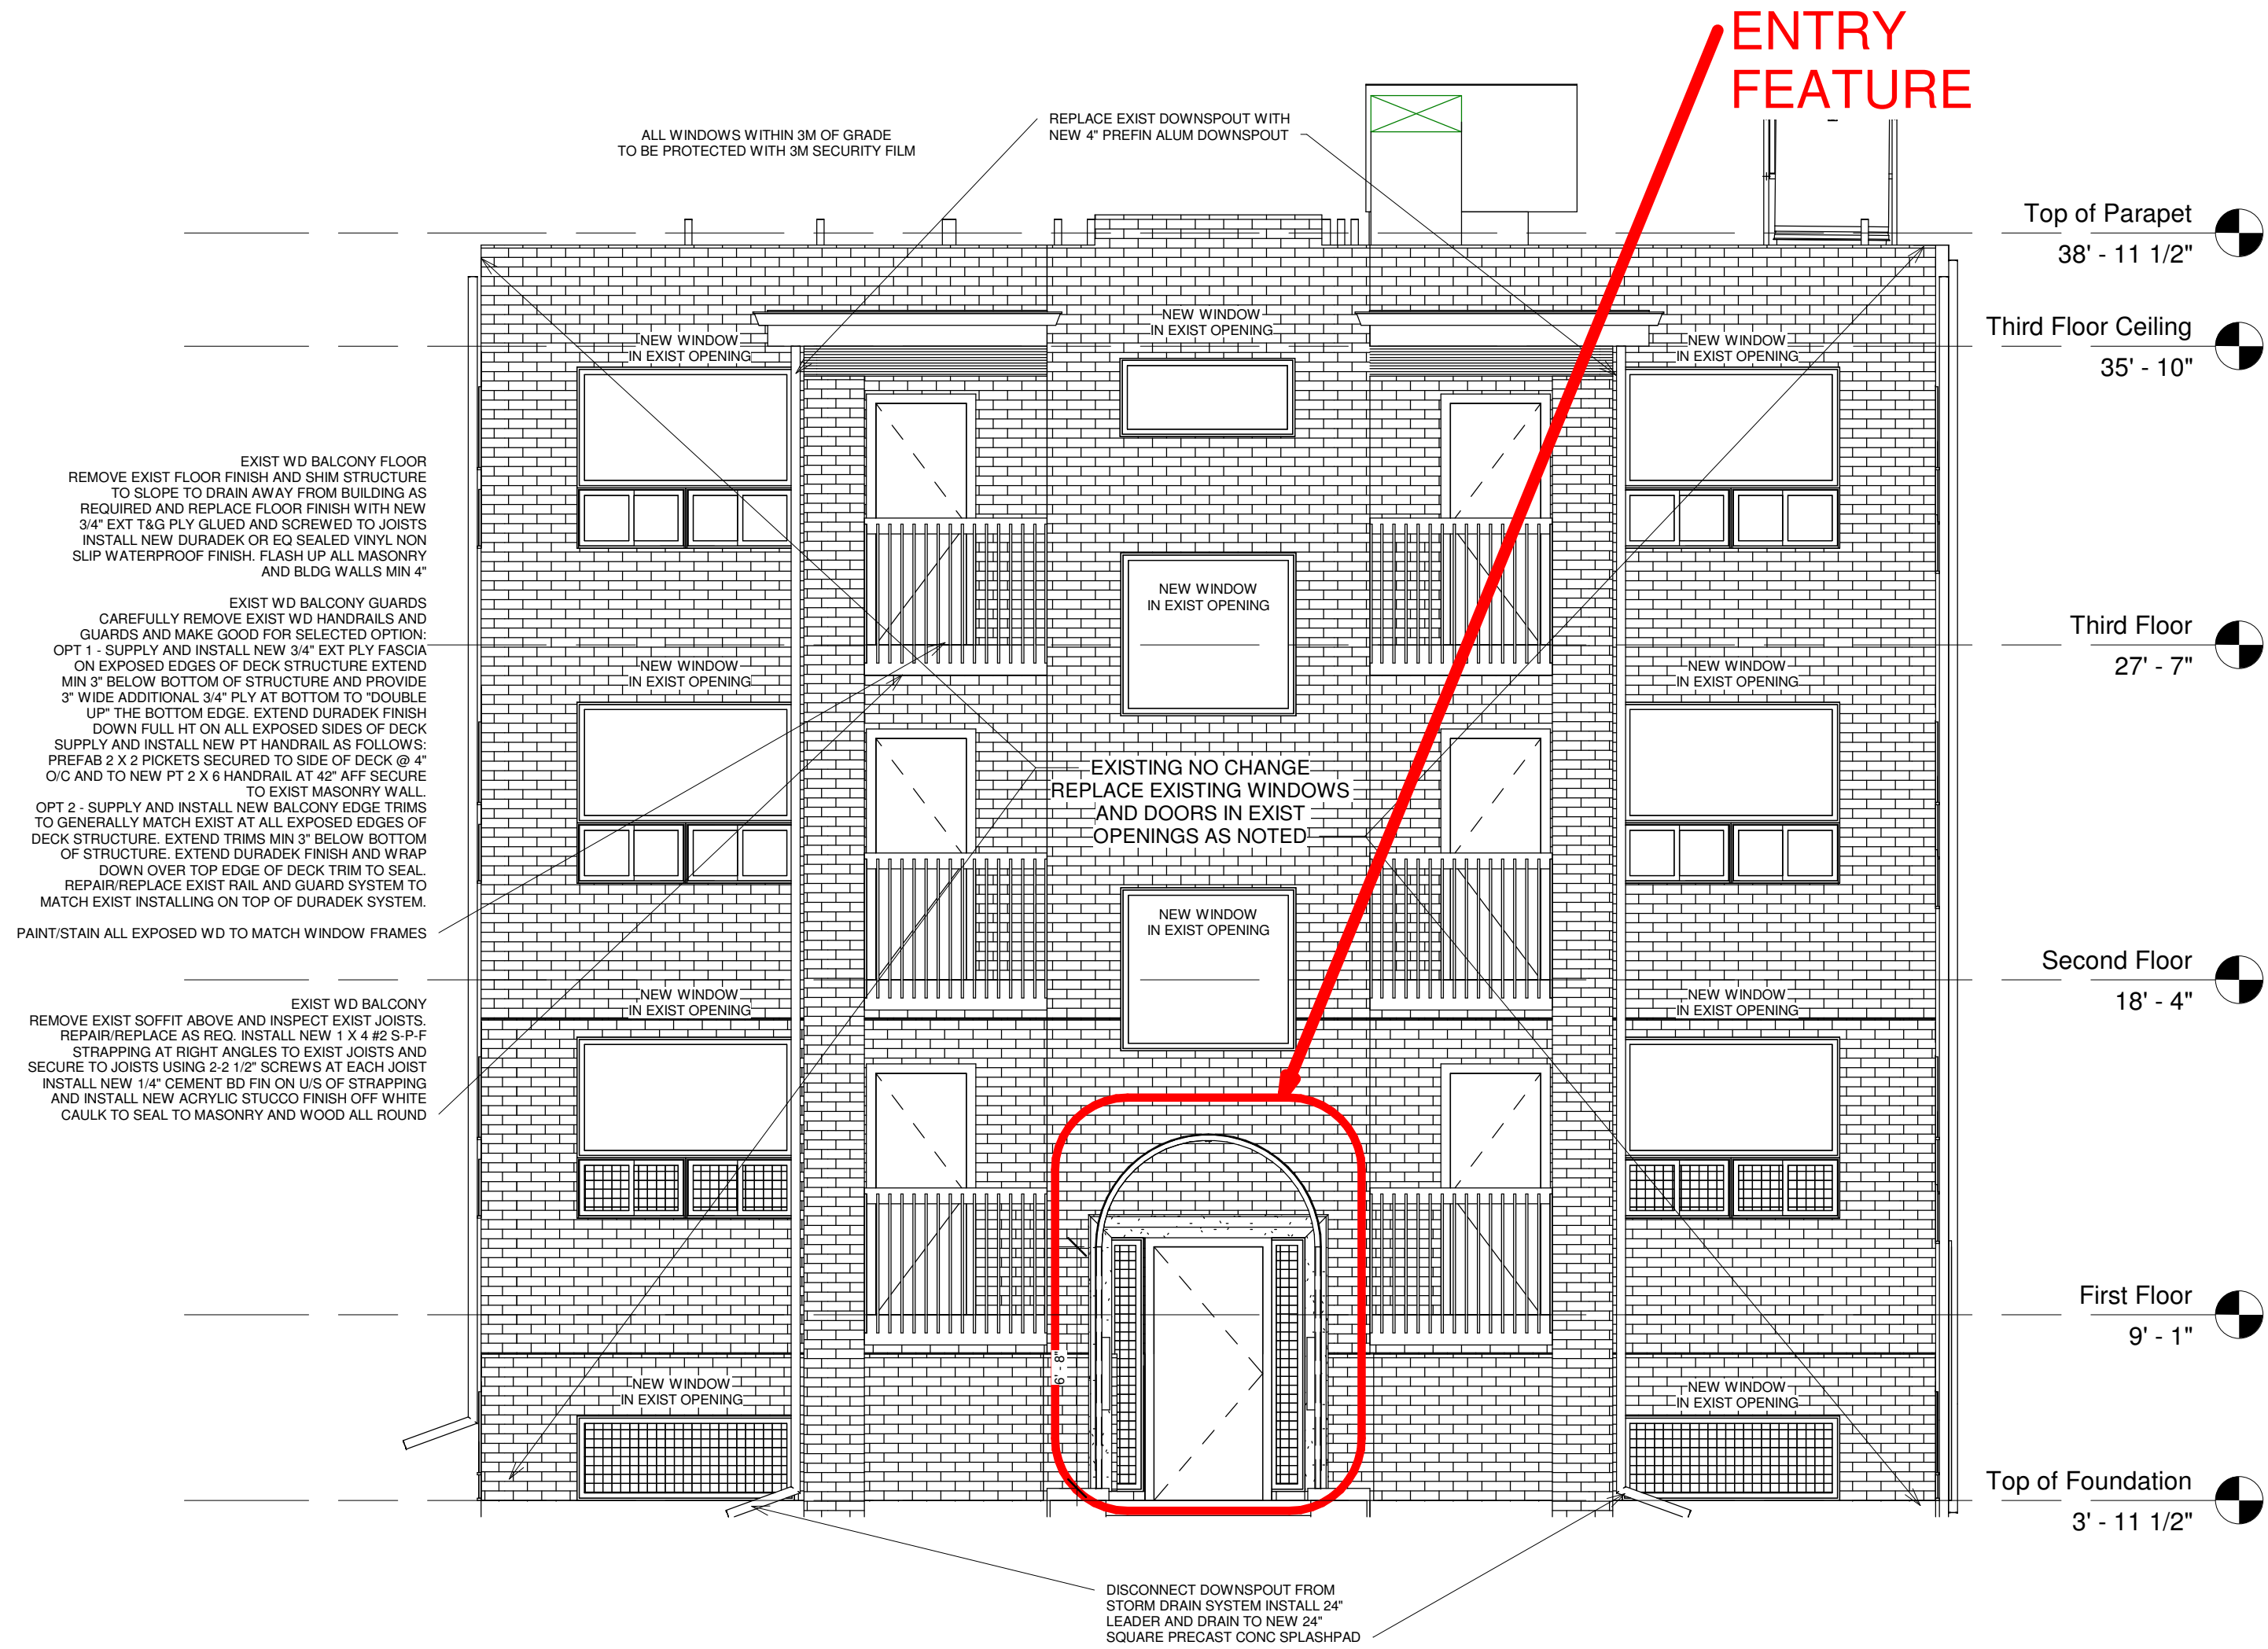 ENTRY
FEATURE
ALL WINDOWS WITHIN 3M OF GRADE
TO BE PROTECTED WITH 3M SECURITY FILM
REPLACE EXIST DOWNSPOUT WITH
NEW 4" PREFIN ALUM DOWNSPOUT
Top of Parapet
38' - 11 1/2"
Third Floor Ceiling
35' - 10"
NEW WINDOW
IN EXIST OPENING
NEW WINDOW
IN EXIST OPENING
NEW WINDOW
IN EXIST OPENING
EXIST WD BALCONY FLOOR
REMOVE EXIST FLOOR FINISH AND SHIM STRUCTURE
TO SLOPE TO DRAIN AWAY FROM BUILDING AS
REQUIRED AND REPLACE FLOOR FINISH WITH NEW
3/4" EXT T&G PLY GLUED AND SCREWED TO JOISTS
INSTALL NEW DURADEK OR EQ SEALED VINYL NON
SLIP WATERPROOF FINISH. FLASH UP ALL MASONRY
AND BLDG WALLS MIN 4"
EXIST WD BALCONY GUARDS
CAREFULLY REMOVE EXIST WD HANDRAILS AND
GUARDS AND MAKE GOOD FOR SELECTED OPTION:
OPT 1 - SUPPLY AND INSTALL NEW 3/4" EXT PLY FASCIA
ON EXPOSED EDGES OF DECK STRUCTURE EXTEND
MIN 3" BELOW BOTTOM OF STRUCTURE AND PROVIDE
3" WIDE ADDITIONAL 3/4" PLY AT BOTTOM TO "DOUBLE
UP" THE BOTTOM EDGE. EXTEND DURADEK FINISH
DOWN FULL HT ON ALL EXPOSED SIDES OF DECK
SUPPLY AND INSTALL NEW PT HANDRAIL AS FOLLOWS:
PREFAB 2 X 2 PICKETS SECURED TO SIDE OF DECK @ 4"
O/C AND TO NEW PT 2 X 6 HANDRAIL AT 42" AFF SECURE
TO EXIST MASONRY WALL.
OPT 2 - SUPPLY AND INSTALL NEW BALCONY EDGE TRIMS
TO GENERALLY MATCH EXIST AT ALL EXPOSED EDGES OF
DECK STRUCTURE. EXTEND TRIMS MIN 3" BELOW BOTTOM
OF STRUCTURE. EXTEND DURADEK FINISH AND WRAP
DOWN OVER TOP EDGE OF DECK TRIM TO SEAL.
REPAIR/REPLACE EXIST RAIL AND GUARD SYSTEM TO
MATCH EXIST INSTALLING ON TOP OF DURADEK SYSTEM.
PAINT/STAIN ALL EXPOSED WD TO MATCH WINDOW FRAMES
EXIST WD BALCONY
REMOVE EXIST SOFFIT ABOVE AND INSPECT EXIST JOISTS.
REPAIR/REPLACE AS REQ. INSTALL NEW 1 X 4 #2 S-P-F
STRAPPING AT RIGHT ANGLES TO EXIST JOISTS AND
SECURE TO JOISTS USING 2-2 1/2" SCREWS AT EACH JOIST
INSTALL NEW 1/4" CEMENT BD FIN ON U/S OF STRAPPING
AND INSTALL NEW ACRYLIC STUCCO FINISH OFF WHITE
CAULK TO SEAL TO MASONRY AND WOOD ALL ROUND
NEW WINDOW
IN EXIST OPENING
Third Floor
27' - 7"
NEW WINDOW
IN EXIST OPENING
NEW WINDOW
IN EXIST OPENING
EXISTING NO CHANGE
REPLACE EXISTING WINDOWS
AND DOORS IN EXIST
OPENINGS AS NOTED
NEW WINDOW
IN EXIST OPENING
Second Floor
18' - 4"
NEW WINDOW
IN EXIST OPENING
NEW WINDOW
IN EXIST OPENING
First Floor
9' - 1"
6' - 8"
NEW WINDOW
IN EXIST OPENING
NEW WINDOW
IN EXIST OPENING
Top of Foundation
3' - 11 1/2"
DISCONNECT DOWNSPOUT FROM
STORM DRAIN SYSTEM INSTALL 24"
LEADER AND DRAIN TO NEW 24"
SQUARE PRECAST CONC SPLASHPAD